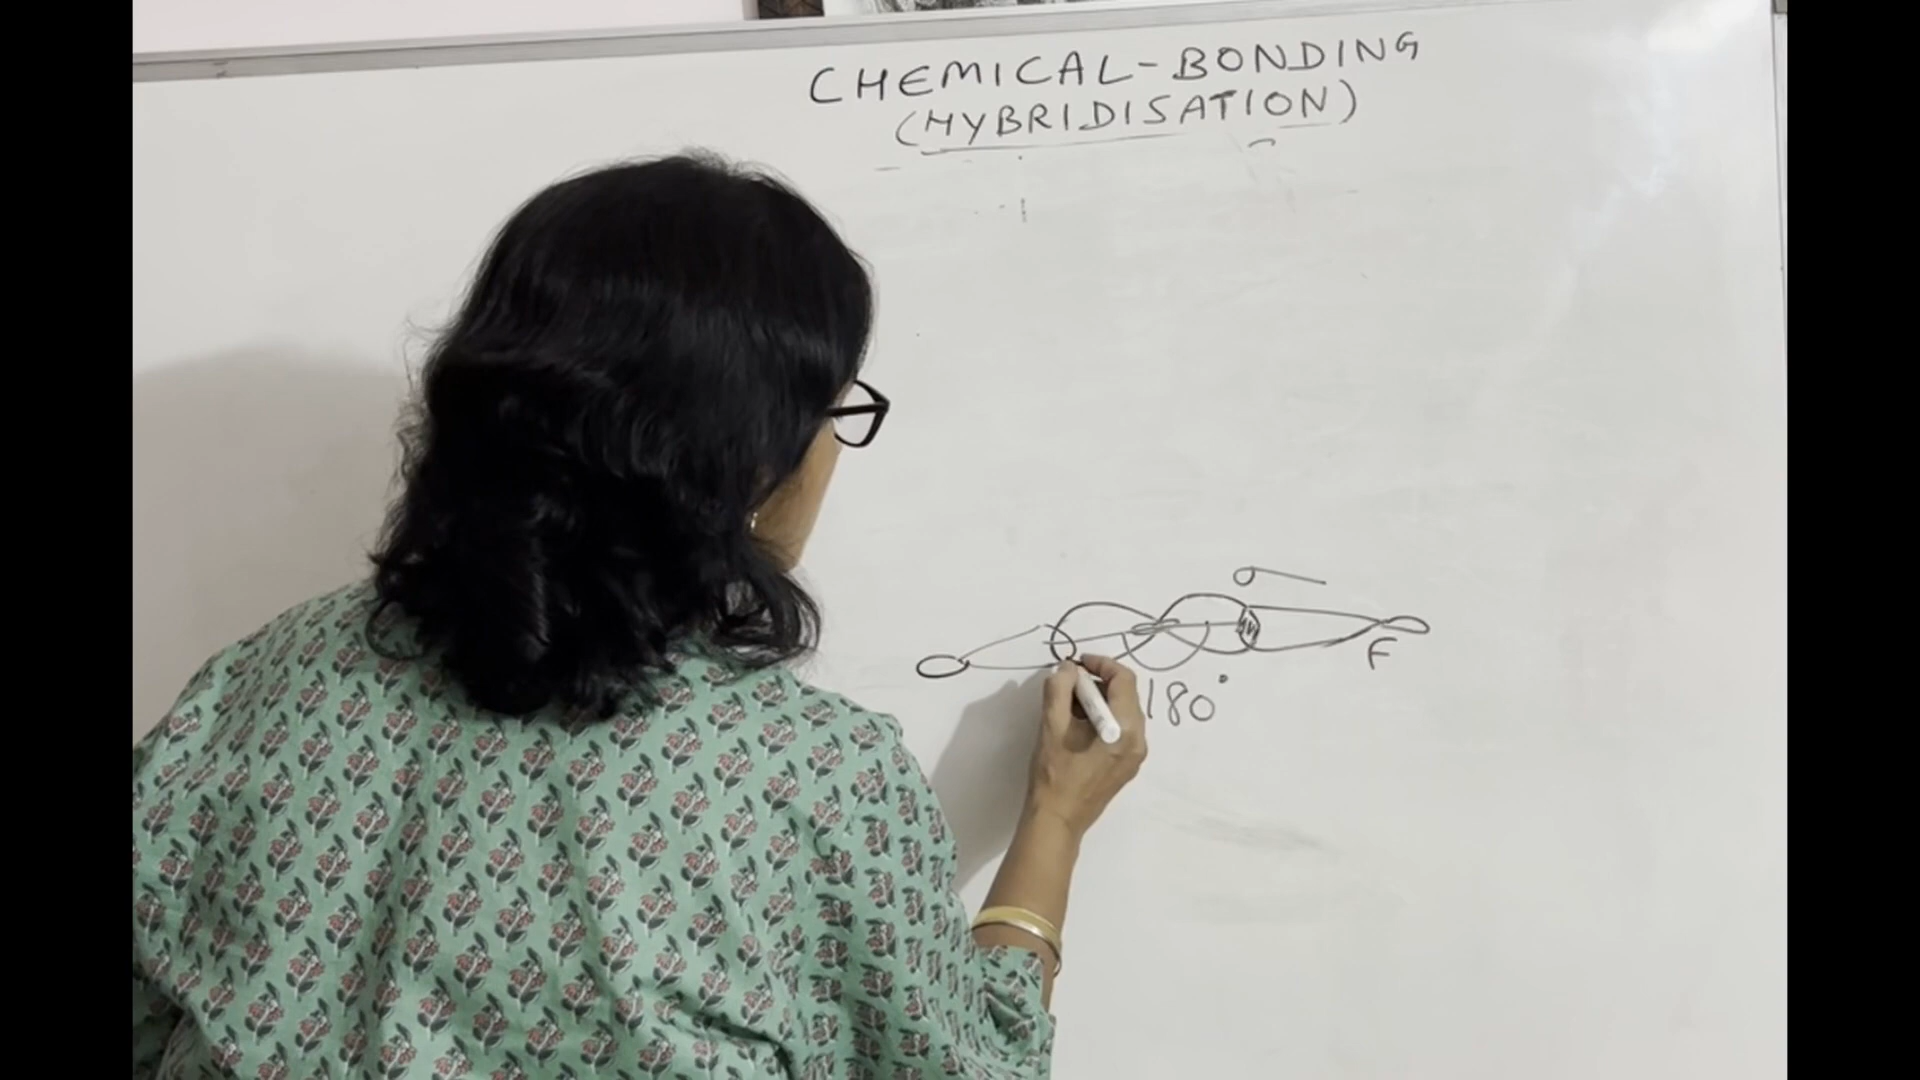 CHEMICAL-BONDING
(HYBRIDISATION)
σ
F
180°